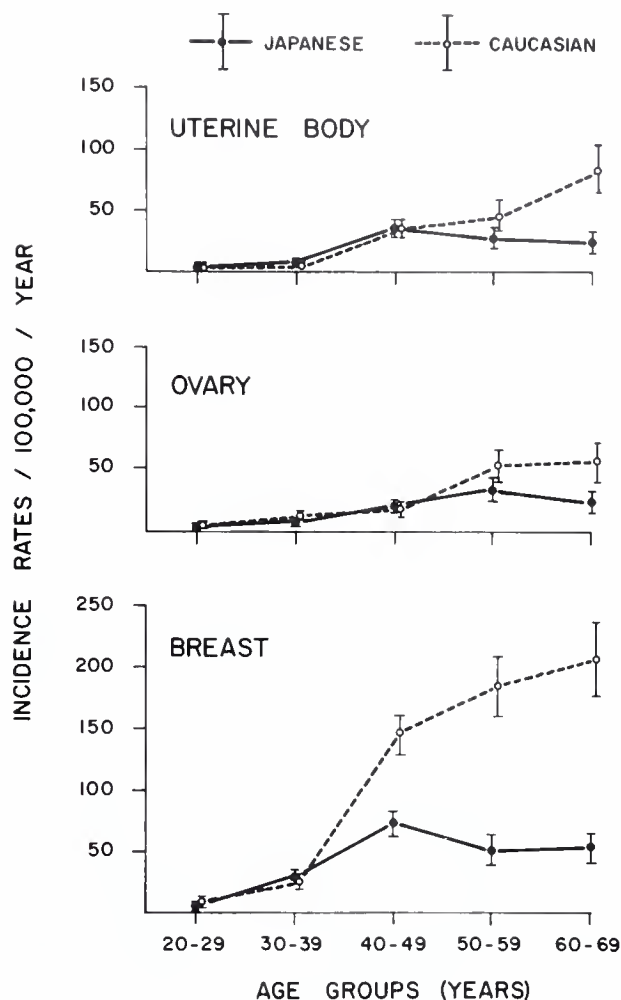 JAPANESE CAUCASIAN
150
UTERINE BODY
100
50
150
OVARY
100
50
250
BREAST
200
150
100
50
INCIDENCE RATES / 100,000 / YEAR
20-29 30-39 40-49 50-59 60-69
AGE GROUPS (YEARS)